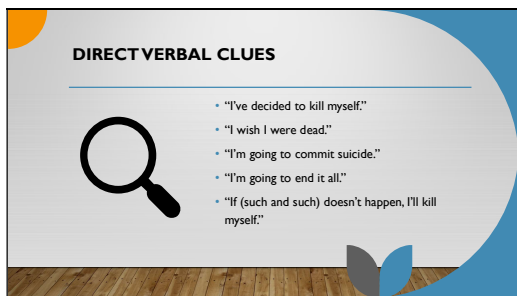 DIRECT VERBAL CLUES
• “I’ve decided to kill myself.”
• “I wish I were dead.”
• “I’m going to commit suicide.”
• “I’m going to end it all.”
• “If (such and such) doesn’t happen, I’ll kill
myself.”